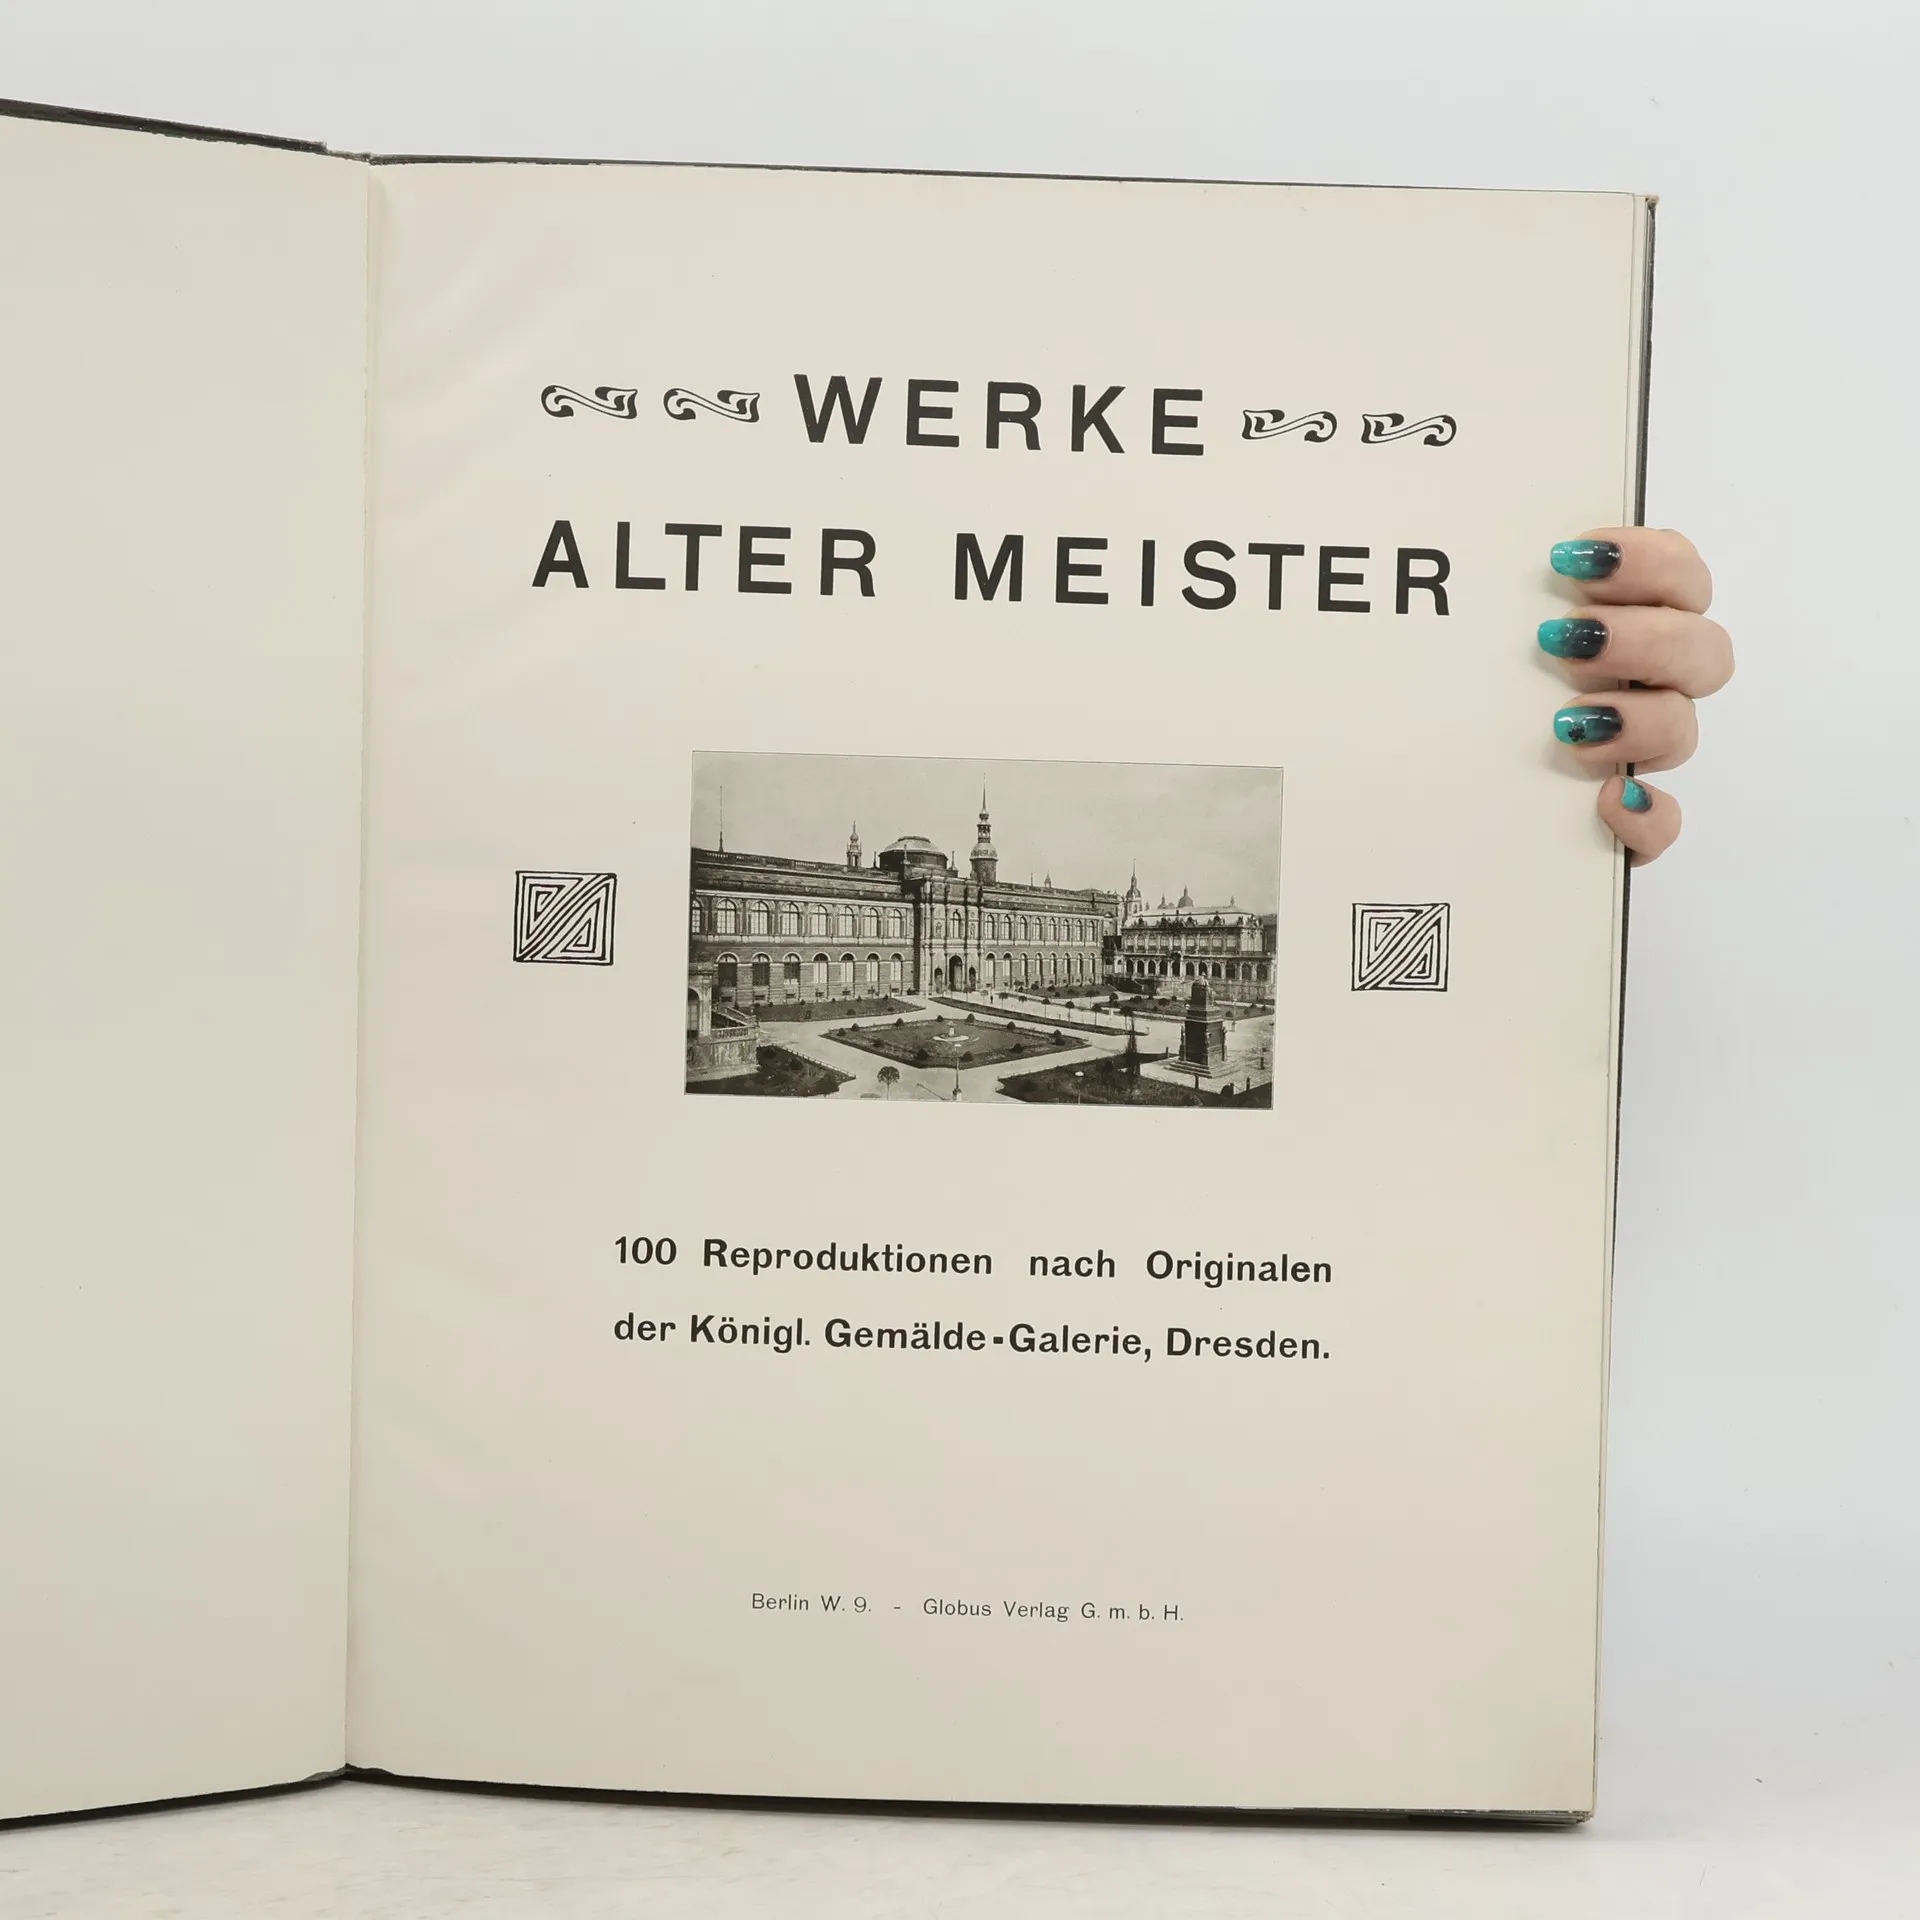 WERKE
ALTER MEISTER
100 Reproduktionen nach Originalen
der Königl. Gemälde-Galerie, Dresden.
Berlin W. 9. - Globus Verlag G. m. b. H.